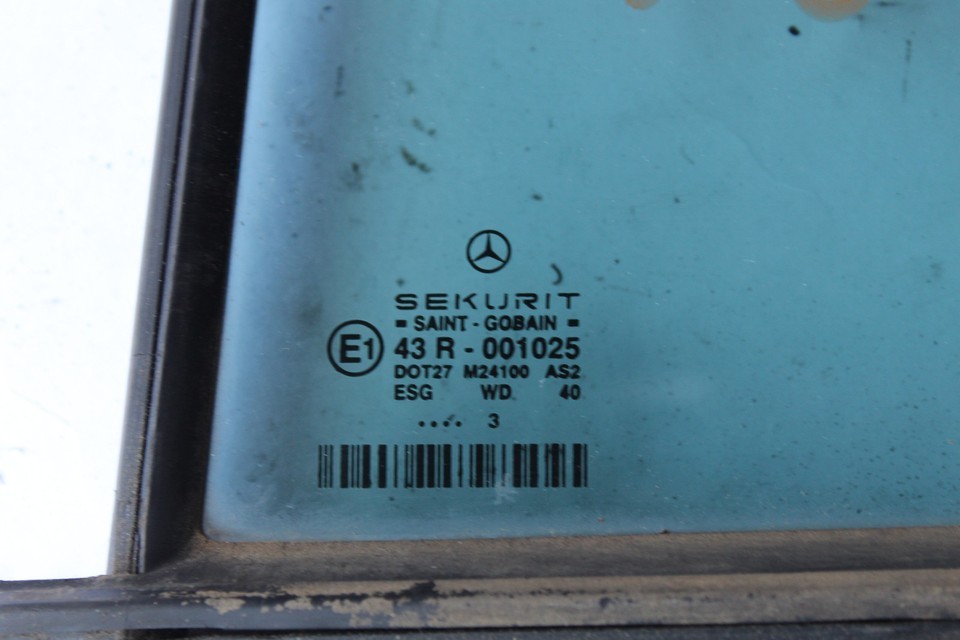 SEKURIT
SAINT - GOBAIN
E1 43 R - 001025
DOT27 M24100 AS2
ESG WD 40
.... 3